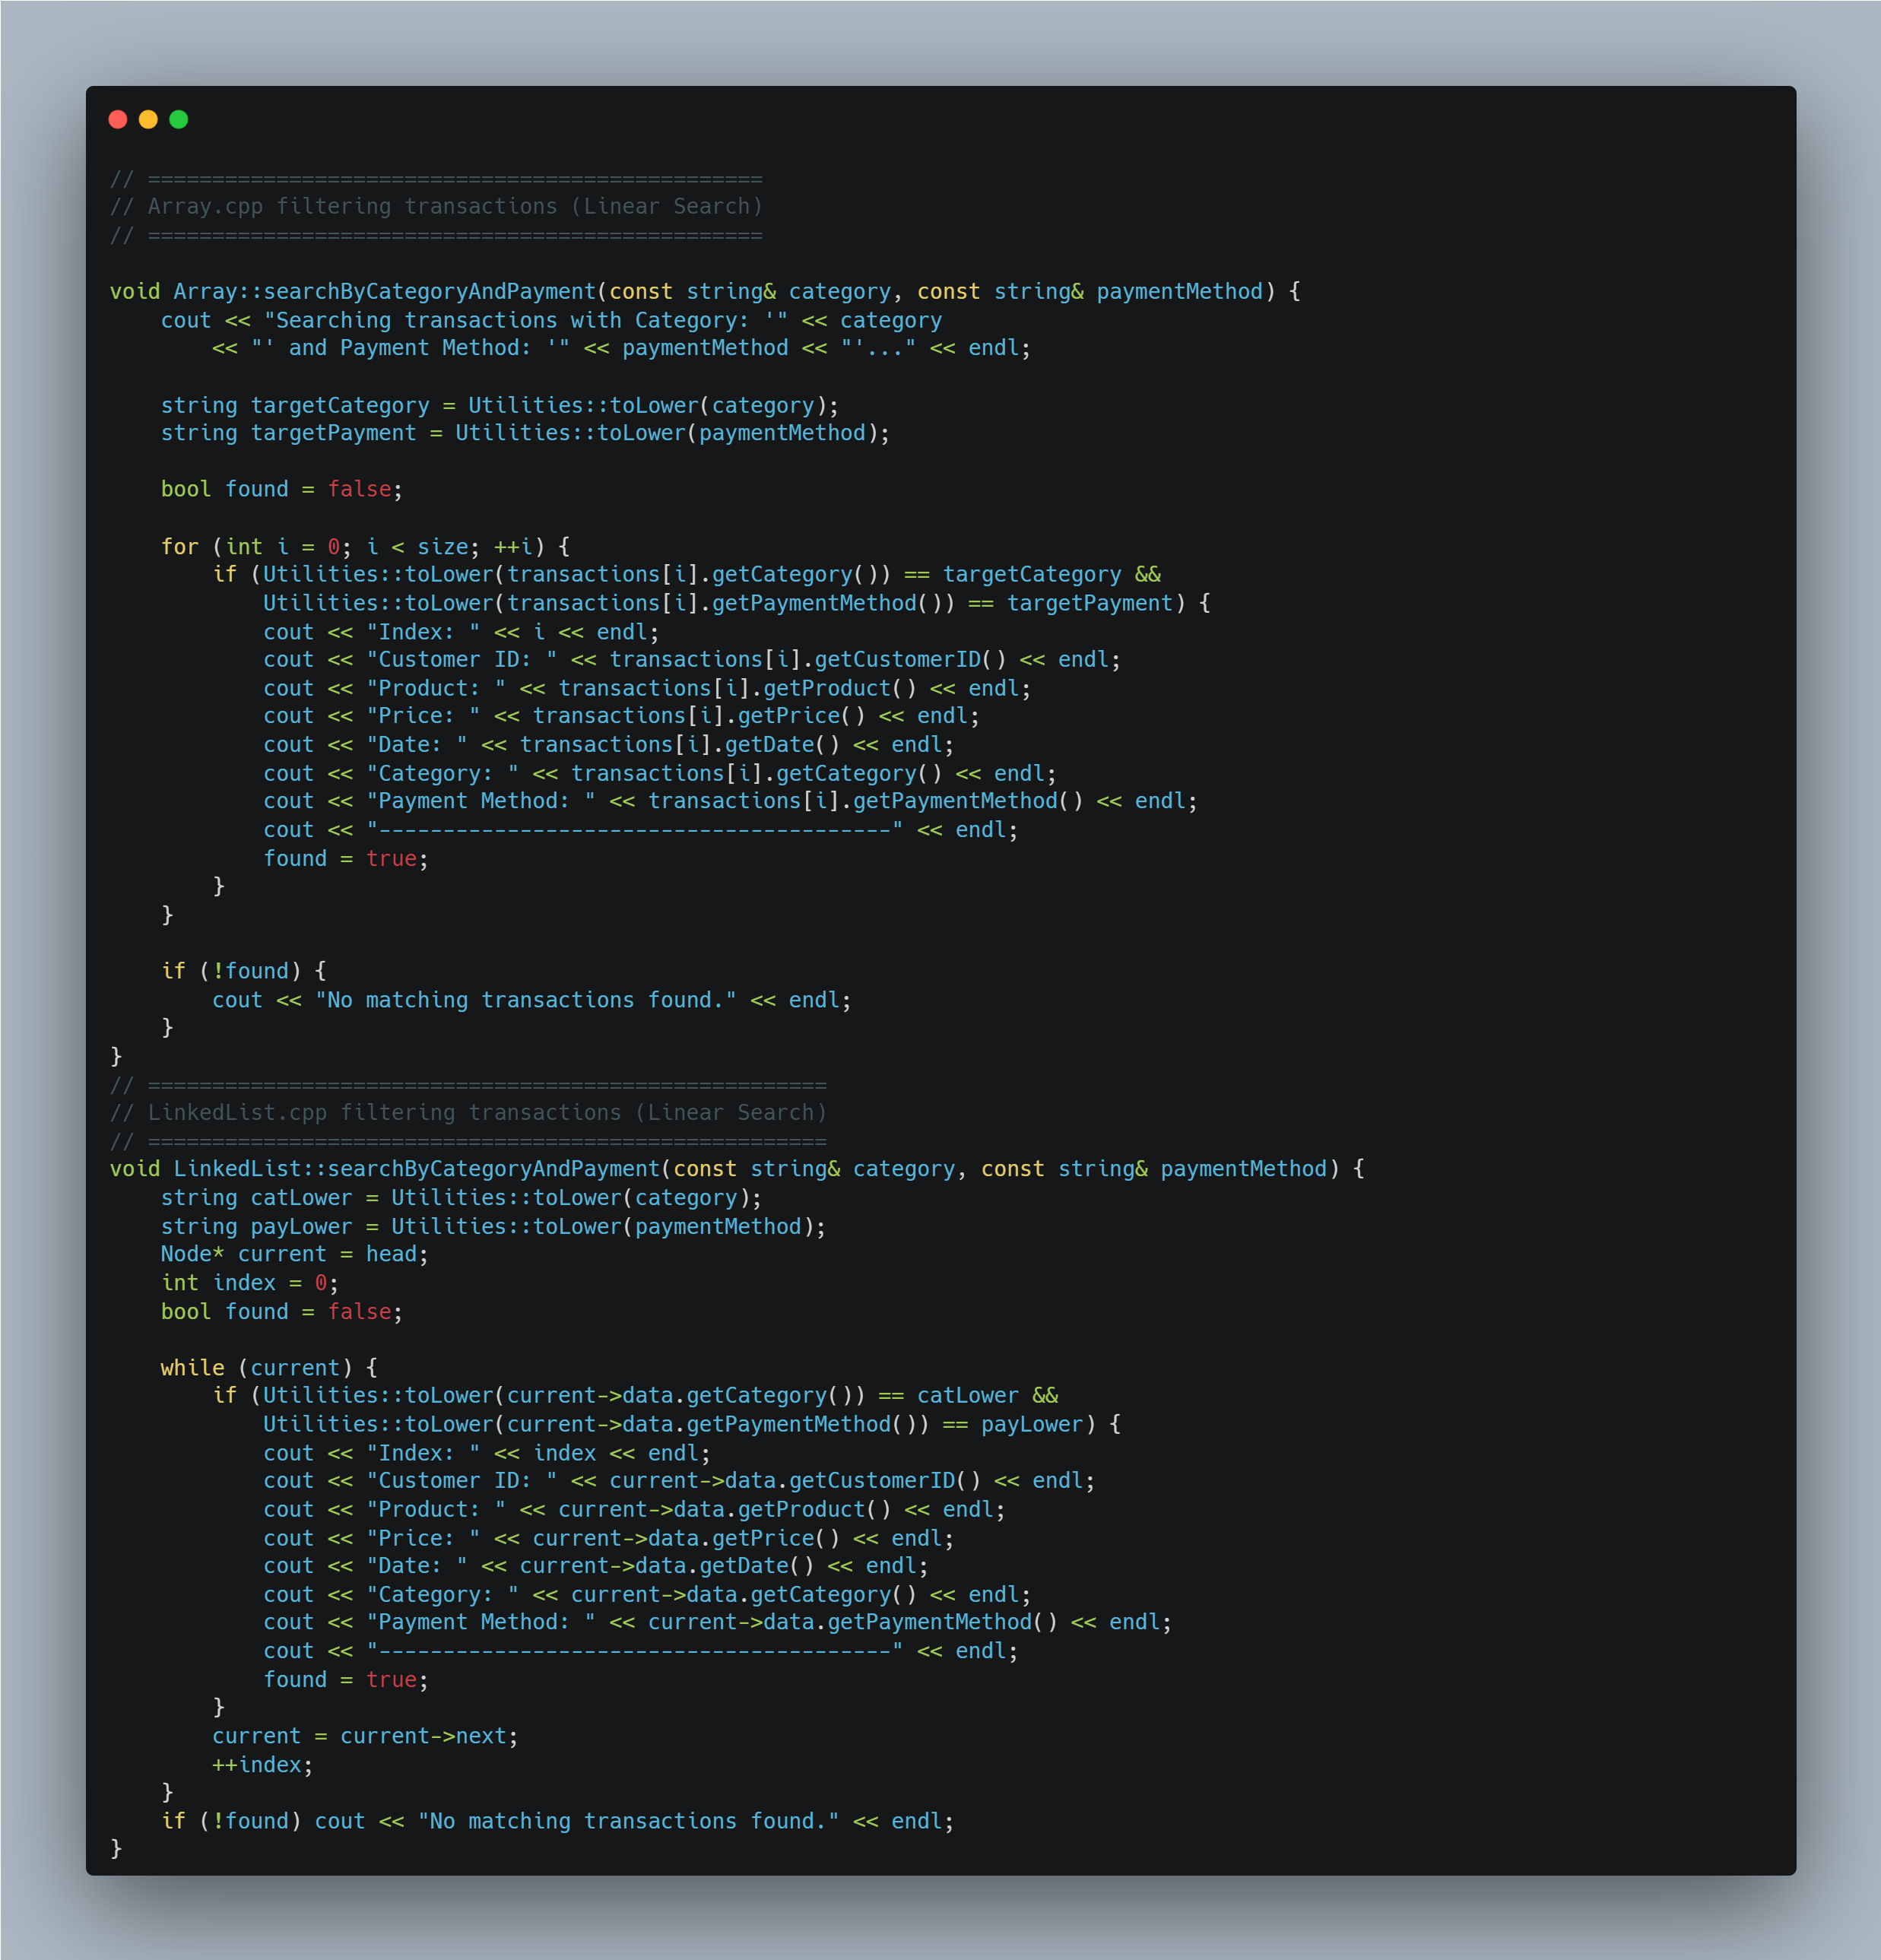 // ================================================
// Array.cpp filtering transactions (Linear Search)
// ================================================

void Array::searchByCategoryAndPayment(const string& category, const string& paymentMethod) {
    cout << "Searching transactions with Category: '" << category
        << "' and Payment Method: '" << paymentMethod << "'..." << endl;

    string targetCategory = Utilities::toLower(category);
    string targetPayment = Utilities::toLower(paymentMethod);

    bool found = false;

    for (int i = 0; i < size; ++i) {
        if (Utilities::toLower(transactions[i].getCategory()) == targetCategory &&
            Utilities::toLower(transactions[i].getPaymentMethod()) == targetPayment) {
            cout << "Index: " << i << endl;
            cout << "Customer ID: " << transactions[i].getCustomerID() << endl;
            cout << "Product: " << transactions[i].getProduct() << endl;
            cout << "Price: " << transactions[i].getPrice() << endl;
            cout << "Date: " << transactions[i].getDate() << endl;
            cout << "Category: " << transactions[i].getCategory() << endl;
            cout << "Payment Method: " << transactions[i].getPaymentMethod() << endl;
            cout << "----------------------------------------" << endl;
            found = true;
        }
    }

    if (!found) {
        cout << "No matching transactions found." << endl;
    }
}
// =====================================================
// LinkedList.cpp filtering transactions (Linear Search)
// =====================================================
void LinkedList::searchByCategoryAndPayment(const string& category, const string& paymentMethod) {
    string catLower = Utilities::toLower(category);
    string payLower = Utilities::toLower(paymentMethod);
    Node* current = head;
    int index = 0;
    bool found = false;

    while (current) {
        if (Utilities::toLower(current->data.getCategory()) == catLower &&
            Utilities::toLower(current->data.getPaymentMethod()) == payLower) {
            cout << "Index: " << index << endl;
            cout << "Customer ID: " << current->data.getCustomerID() << endl;
            cout << "Product: " << current->data.getProduct() << endl;
            cout << "Price: " << current->data.getPrice() << endl;
            cout << "Date: " << current->data.getDate() << endl;
            cout << "Category: " << current->data.getCategory() << endl;
            cout << "Payment Method: " << current->data.getPaymentMethod() << endl;
            cout << "----------------------------------------" << endl;
            found = true;
        }
        current = current->next;
        ++index;
    }
    if (!found) cout << "No matching transactions found." << endl;
}